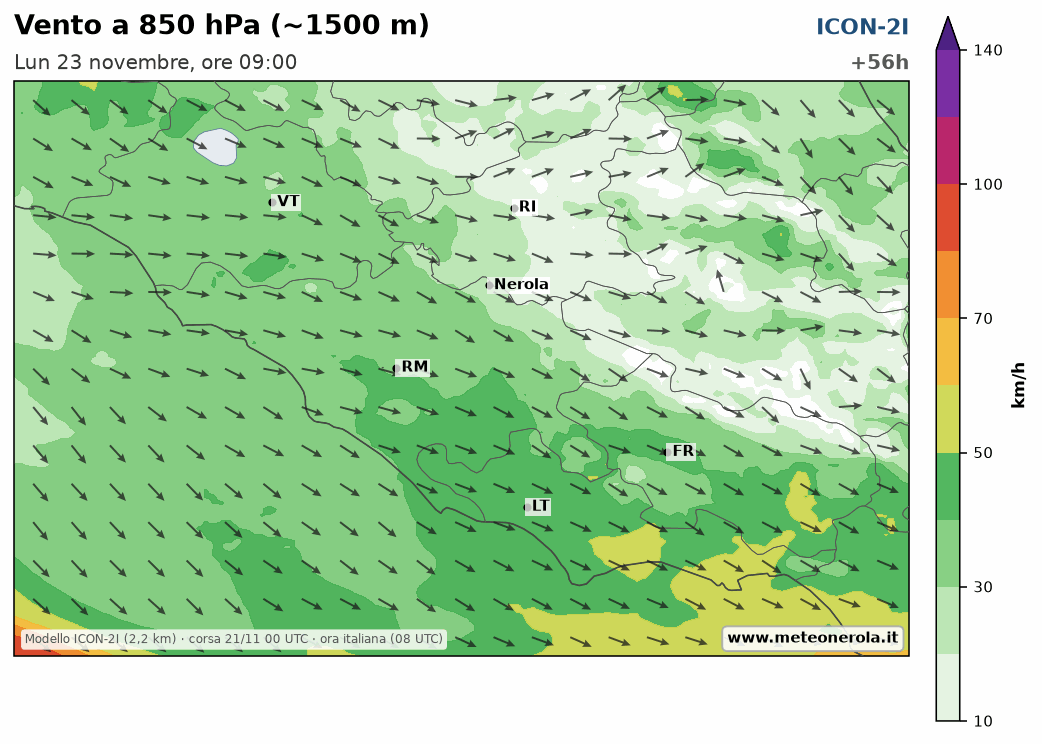 Vento a 850 hPa (~1500 m)
ICON-2I
Lun 23 novembre, ore 09:00
+56h
140
100
70
50
30
10
km/h
VT
RI
Nerola
RM
FR
LT
Modello ICON-2I (2,2 km) · corsa 21/11 00 UTC · ora italiana (08 UTC)
www.meteonerola.it